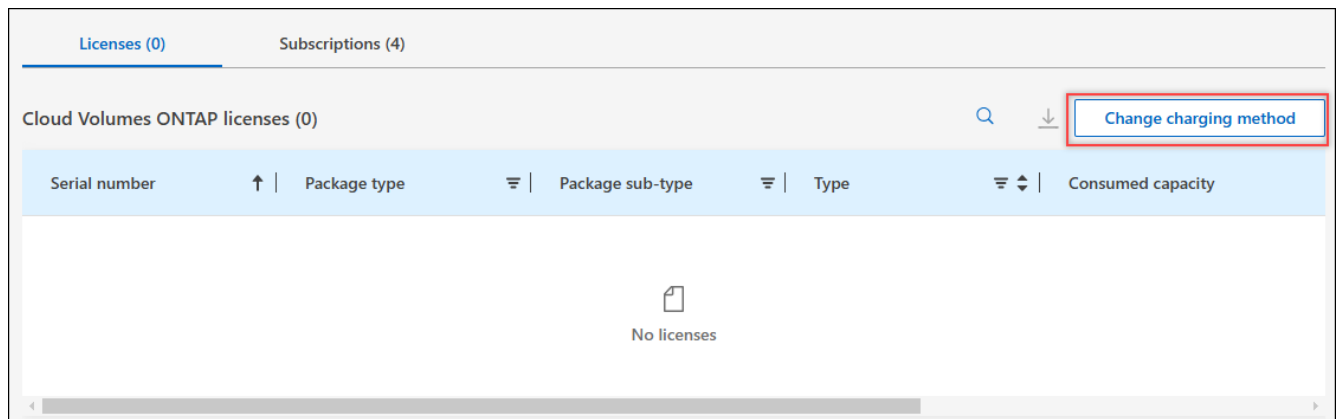 Licenses (0) Subscriptions (4)
Cloud Volumes ONTAP licenses (0) Change charging method
Serial number Package type Package sub-type Type Consumed capacity
No licenses